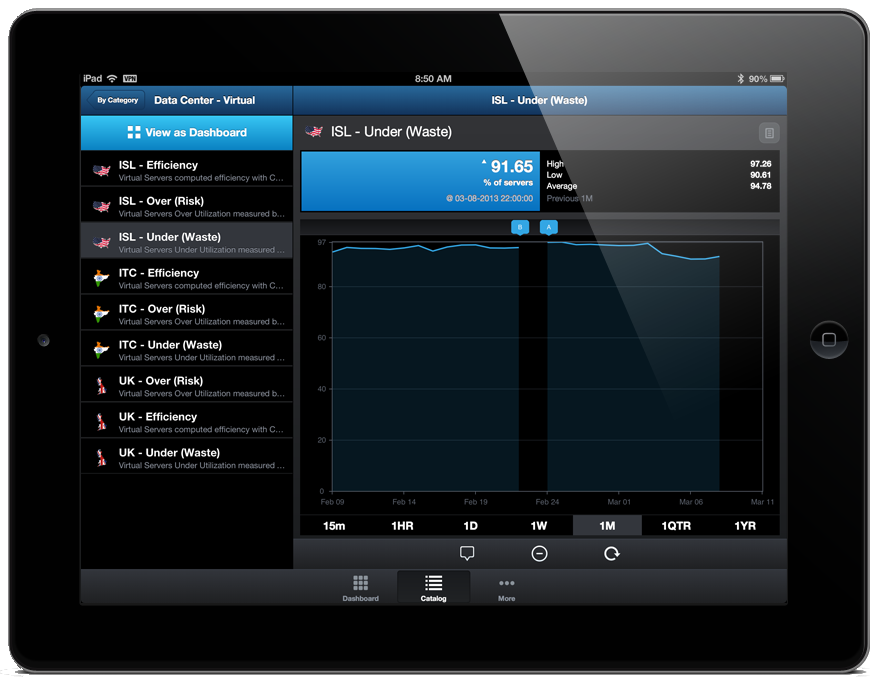 iPad VPN 8:50 AM 90%
By Category Data Center - Virtual ISL - Under (Waste)
View as Dashboard
ISL - Efficiency
Virtual Servers computed efficiency with C...
ISL - Over (Risk)
Virtual Servers Over Utilization measured b...
ISL - Under (Waste)
Virtual Servers Under Utilization measured ...
ITC - Efficiency
Virtual Servers computed efficiency with C...
ITC - Over (Risk)
Virtual Servers Over Utilization measured b...
ITC - Under (Waste)
Virtual Servers Under Utilization measured ...
UK - Over (Risk)
Virtual Servers Over Utilization measured b...
UK - Efficiency
Virtual Servers computed efficiency with C...
UK - Under (Waste)
Virtual Servers Under Utilization measured ...
ISL - Under (Waste)
91.65
% of servers
@ 03-08-2013 22:00:00
High 97.26
Low 90.61
Average 94.78
Previous 1M
B A
97
80
60
40
20
0
Feb 09 Feb 14 Feb 19 Feb 24 Mar 01 Mar 06 Mar 11
15m 1HR 1D 1W 1M 1QTR 1YR
Dashboard Catalog More